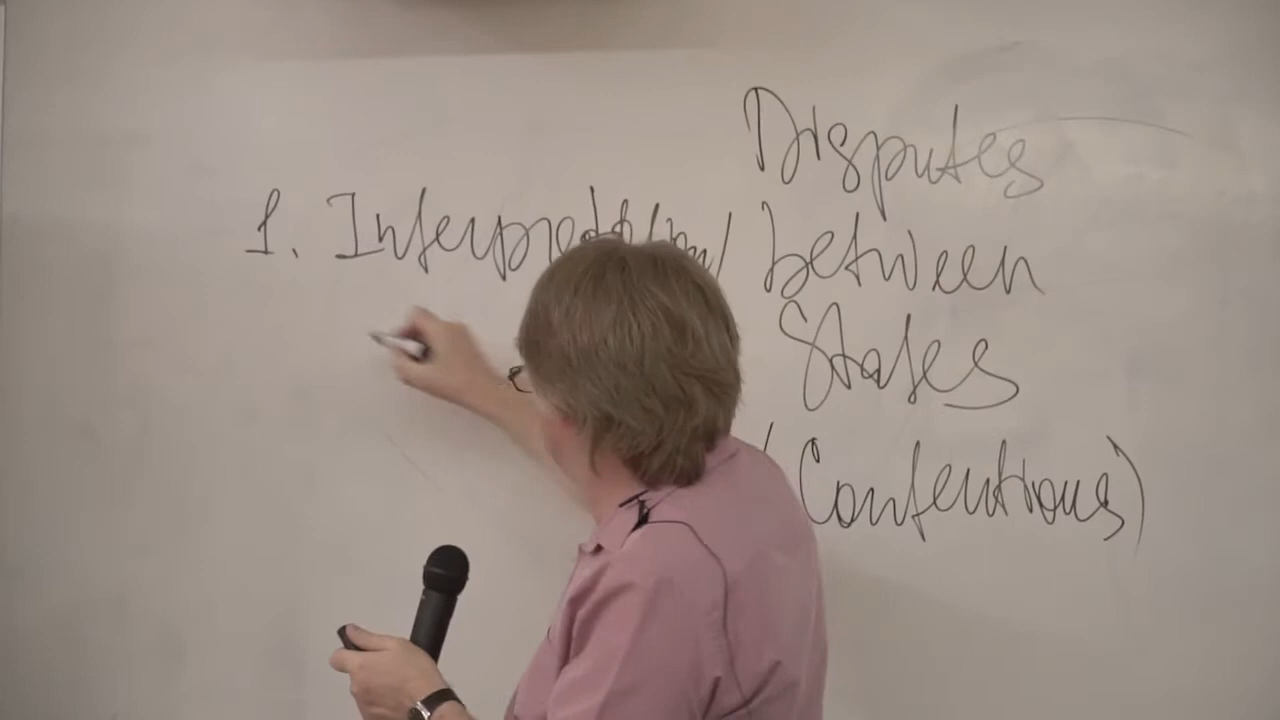 Disputes
1. Interpretation between
States
(Contentious)